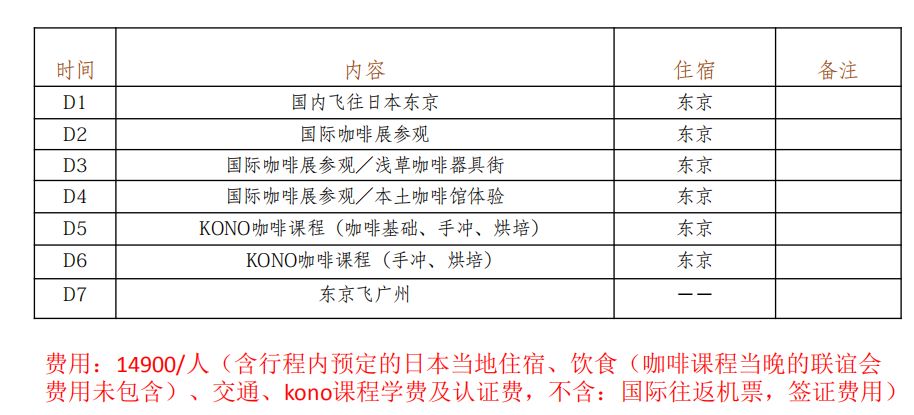 时间 内容 住宿 备注
D1 国内飞往日本东京 东京
D2 国际咖啡展参观 东京
D3 国际咖啡展参观／浅草咖啡器具街 东京
D4 国际咖啡展参观／本土咖啡馆体验 东京
D5 KONO咖啡课程（咖啡基础、手冲、烘培） 东京
D6 KONO咖啡课程（手冲、烘培） 东京
D7 东京飞广州 ——
费用：14900/人（含行程内预定的日本当地住宿、饮食（咖啡课程当晚的联谊会
费用未包含）、交通、kono课程学费及认证费，不含：国际往返机票，签证费用）